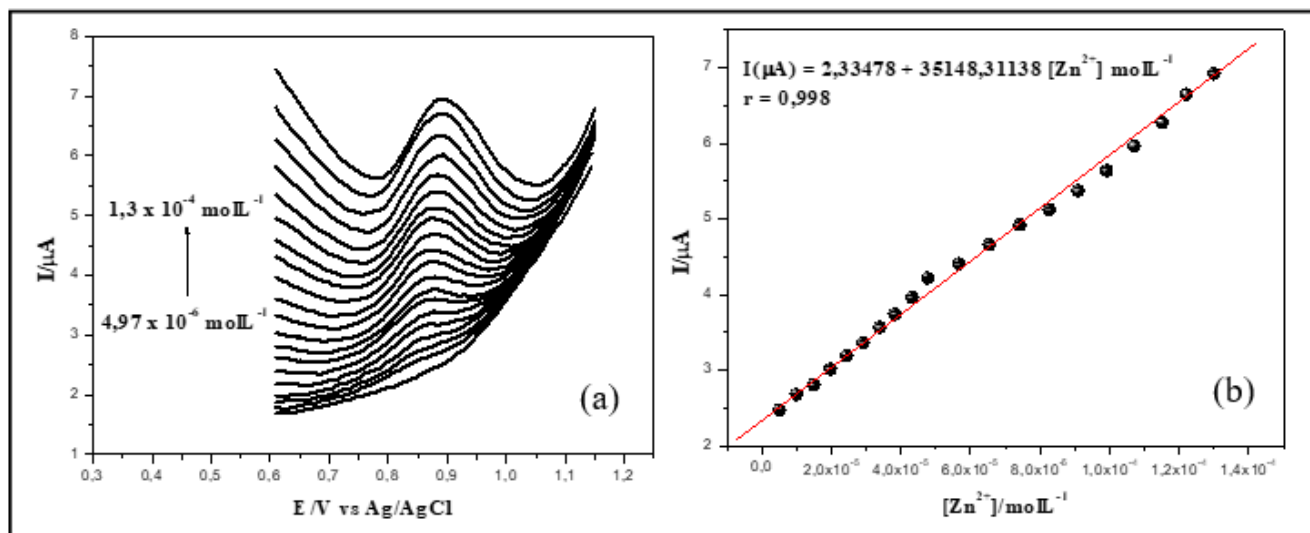 8
7
6
5
4
3
2
1
I/μA
1,3 x 10⁻⁴ molL⁻¹
4,97 x 10⁻⁶ molL⁻¹
(a)
0,3 0,4 0,5 0,6 0,7 0,8 0,9 1,0 1,1 1,2
E /V vs Ag/AgCl
I(μA) = 2,33478 + 35148,31138 [Zn²⁺] molL⁻¹
r = 0,998
7
6
5
4
3
2
I/μA
(b)
0,0 2,0x10⁻⁵ 4,0x10⁻⁵ 6,0x10⁻⁵ 8,0x10⁻⁵ 1,0x10⁻⁴ 1,2x10⁻⁴ 1,4x10⁻⁴
[Zn²⁺]/molL⁻¹